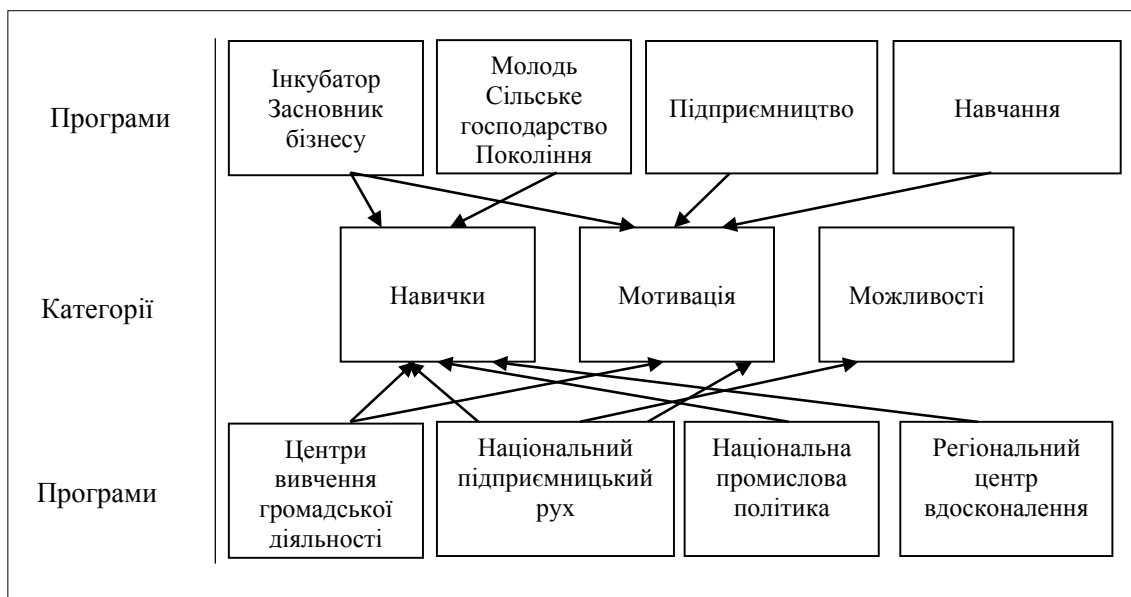 Програми
Інкубатор
Засновник
бізнесу
Молодь
Сільське
господарство
Покоління
Підприємництво
Навчання
Категорії
Навички
Мотивація
Можливості
Програми
Центри
вивчення
громадської
діяльності
Національний
підприємницький
рух
Національна
промислова
політика
Регіональний
центр
вдосконалення